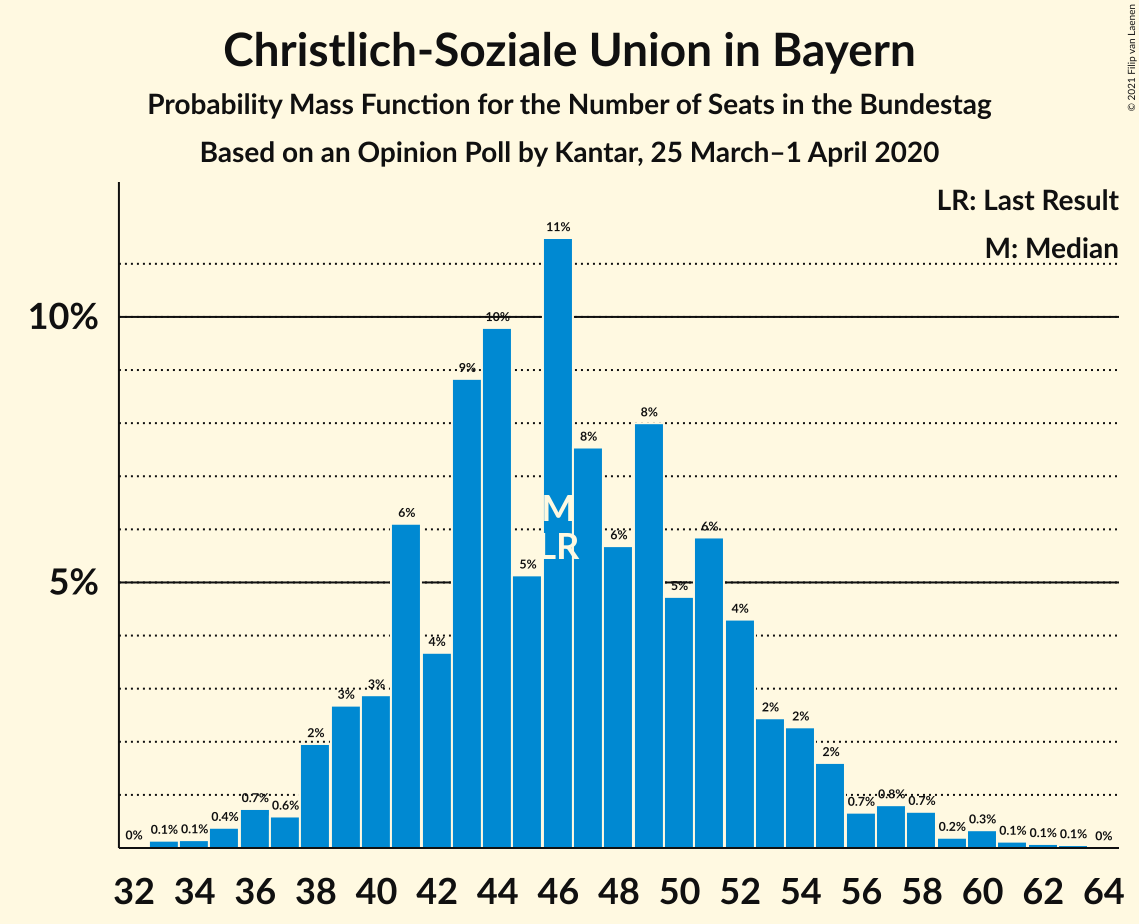 Christlich-Soziale Union in Bayern
Probability Mass Function for the Number of Seats in the Bundestag
Based on an Opinion Poll by Kantar, 25 March–1 April 2020
© 2021 Filip van Laenen
LR: Last Result
M: Median
10%
5%
0% 0.1% 0.1% 0.4% 0.7% 0.6% 2% 3% 3% 6% 4% 9% 10% 5% 11% 8% 6% 8% 5% 6% 4% 2% 2% 2% 0.7% 0.8% 0.7% 0.2% 0.3% 0.1% 0.1% 0.1% 0%
M
LR
32 34 36 38 40 42 44 46 48 50 52 54 56 58 60 62 64